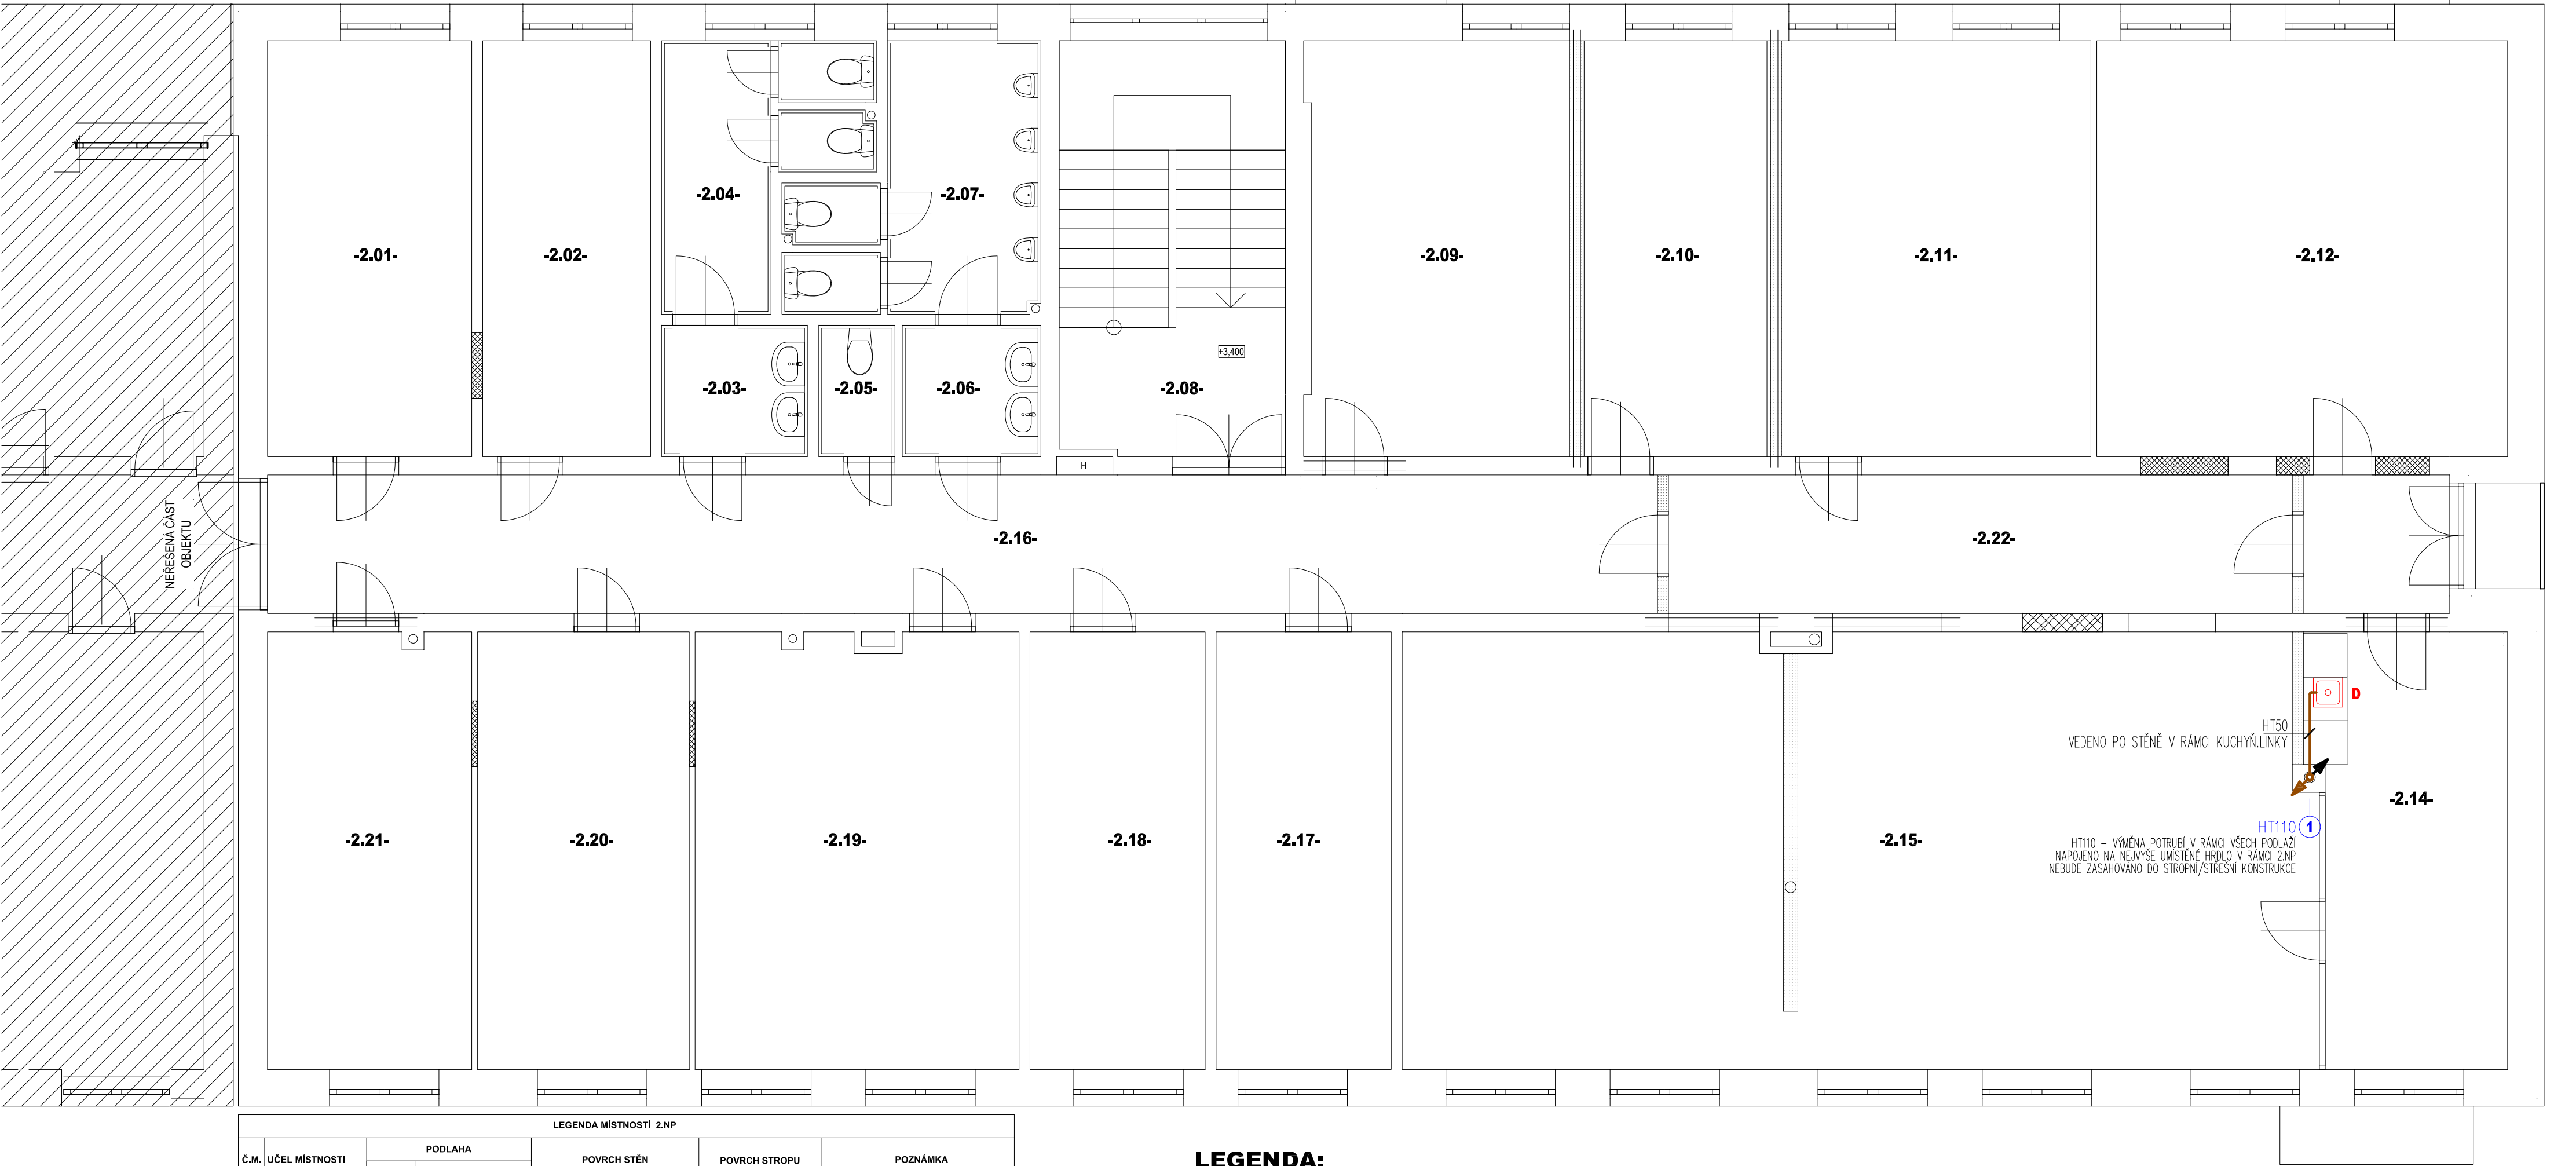 -2.01-
-2.02-
-2.04-
-2.07-
-2.09-
-2.10-
-2.11-
-2.12-
+3,400
-2.03-
-2.05-
-2.06-
-2.08-
H
NEŘEŠENÁ ČÁST
OBJEKTU
-2.16-
-2.22-
D
HT50
VEDENO PO STĚNĚ V RÁMCI KUCHYŇ.LINKY
-2.14-
HT110 1
HT110 – VÝMĚNA POTRUBÍ V RÁMCI VŠECH PODLAŽÍ
NAPOJENO NA NEJVÝŠE UMÍSTĚNÉ HRDLO V RÁMCI 2.NP
NEBUDE ZASAHOVÁNO DO STROPNÍ/STŘEŠNÍ KONSTRUKCE
-2.21-
-2.20-
-2.19-
-2.18-
-2.17-
-2.15-
LEGENDA MÍSTNOSTÍ 2.NP
Č.M. UČEL MÍSTNOSTI PODLAHA POVRCH STĚN POVRCH STROPU POZNÁMKA
LEGENDA: